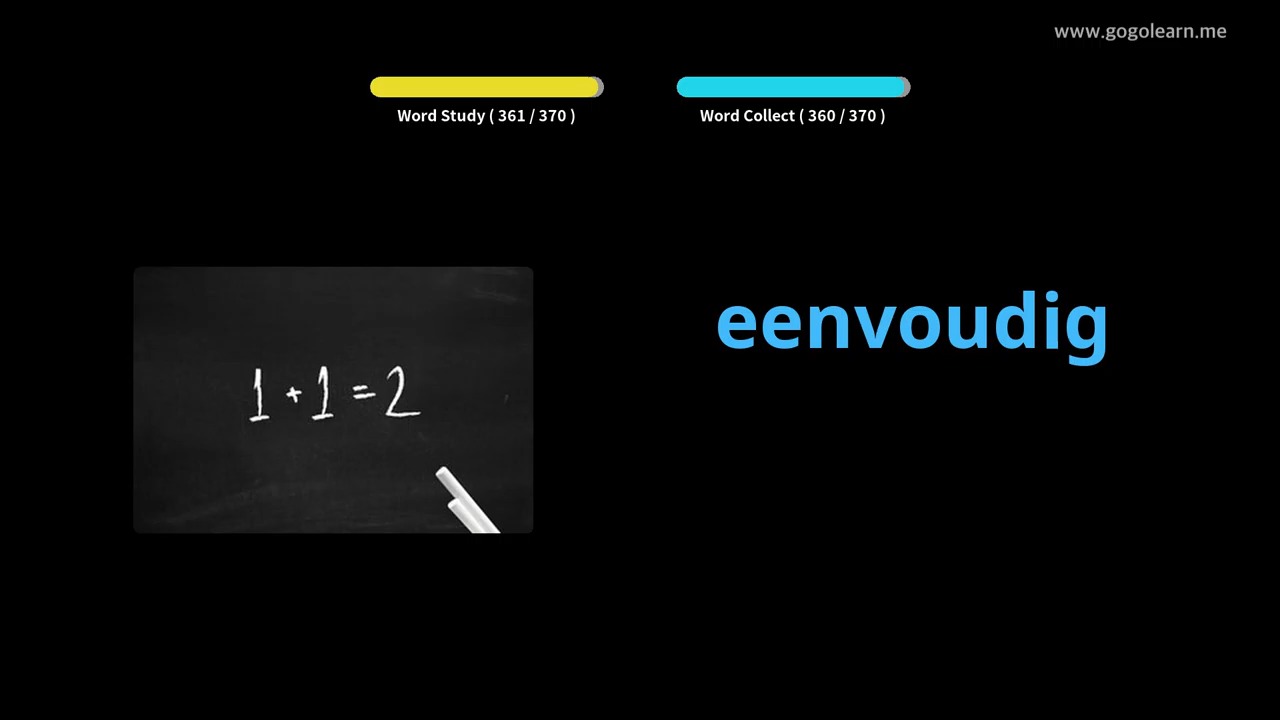 www.gogolearn.me
Word Study ( 361 / 370 )
Word Collect ( 360 / 370 )
eenvoudig
1 + 1 = 2